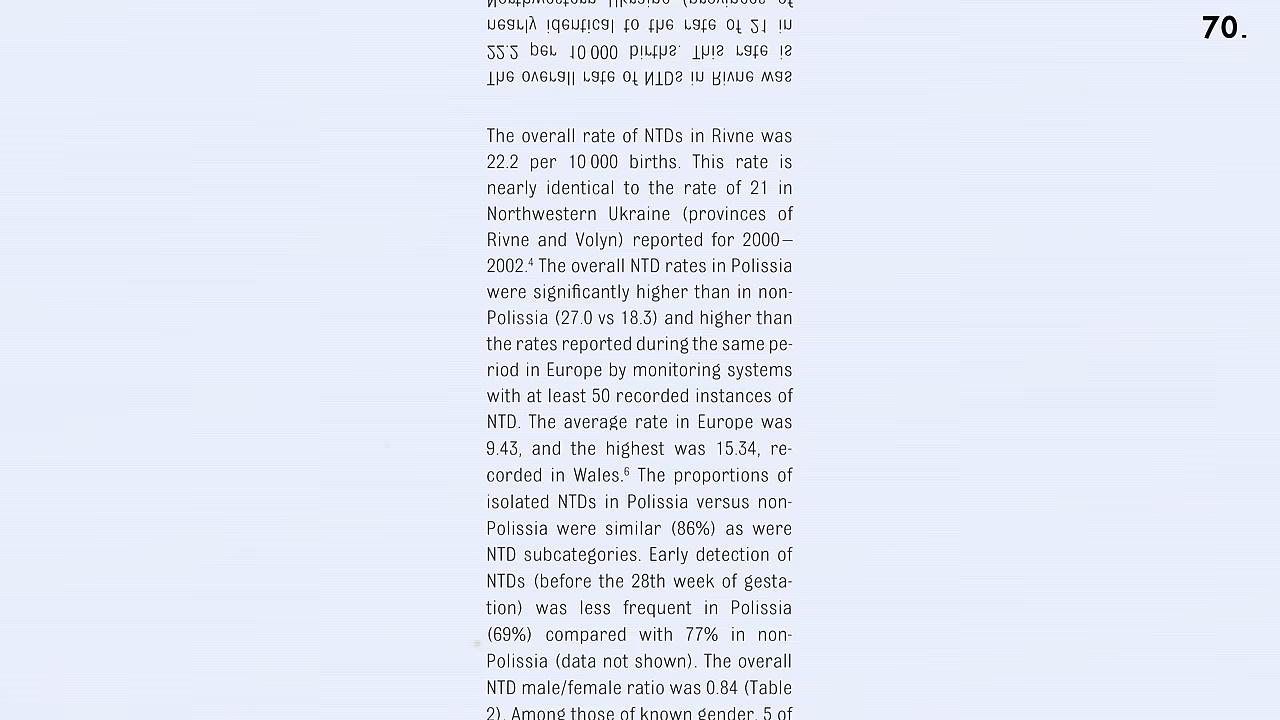 70.
The overall rate of NTDs in Rivne was
22.2 per 10 000 births. This rate is
nearly identical to the rate of 21 in
Northwestern Ukraine (provinces of
Rivne and Volyn) reported for 2000–
2002.⁴ The overall NTD rates in Polissia
were significantly higher than in non-
Polissia (27.0 vs 18.3) and higher than
the rates reported during the same pe-
riod in Europe by monitoring systems
with at least 50 recorded instances of
NTD. The average rate in Europe was
9.43, and the highest was 15.34, re-
corded in Wales.⁶ The proportions of
isolated NTDs in Polissia versus non-
Polissia were similar (86%) as were
NTD subcategories. Early detection of
NTDs (before the 28th week of gesta-
tion) was less frequent in Polissia
(69%) compared with 77% in non-
Polissia (data not shown). The overall
NTD male/female ratio was 0.84 (Table
2). Among those of known gender, 5 of